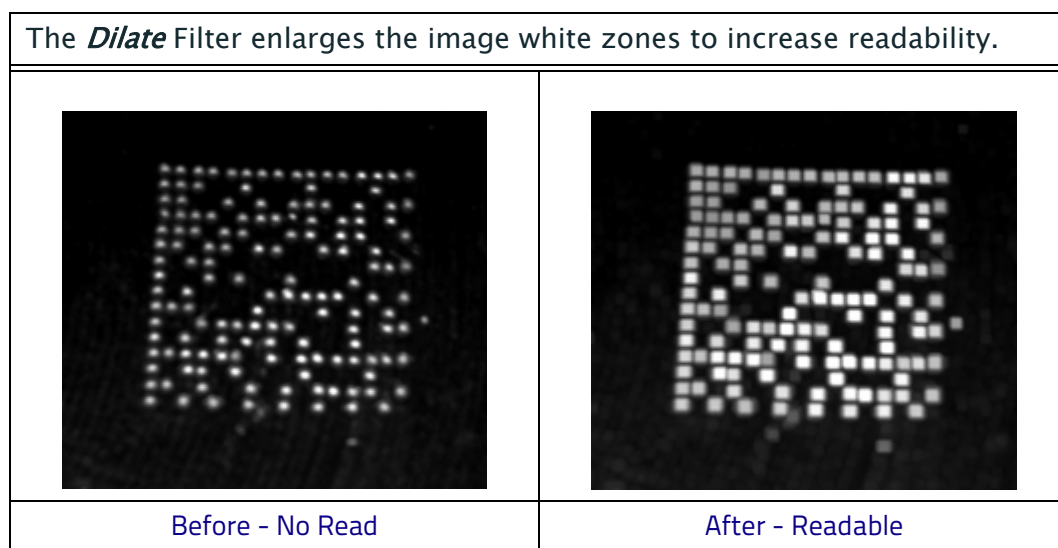 The Dilate Filter enlarges the image white zones to increase readability.
Before - No Read
After - Readable